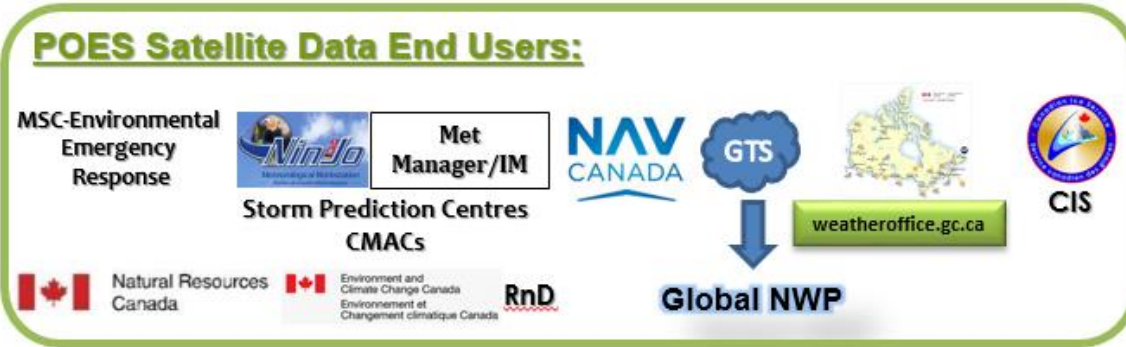 POES Satellite Data End Users:
MSC-Environmental
Emergency
Response
NinJo
Met
Manager/IM
Storm Prediction Centres
CMACs
NAV
CANADA
GTS
Global NWP
weatheroffice.gc.ca
CIS
Natural Resources
Canada
Environment and
Climate Change Canada
Environnement et
Changement climatique Canada
RnD